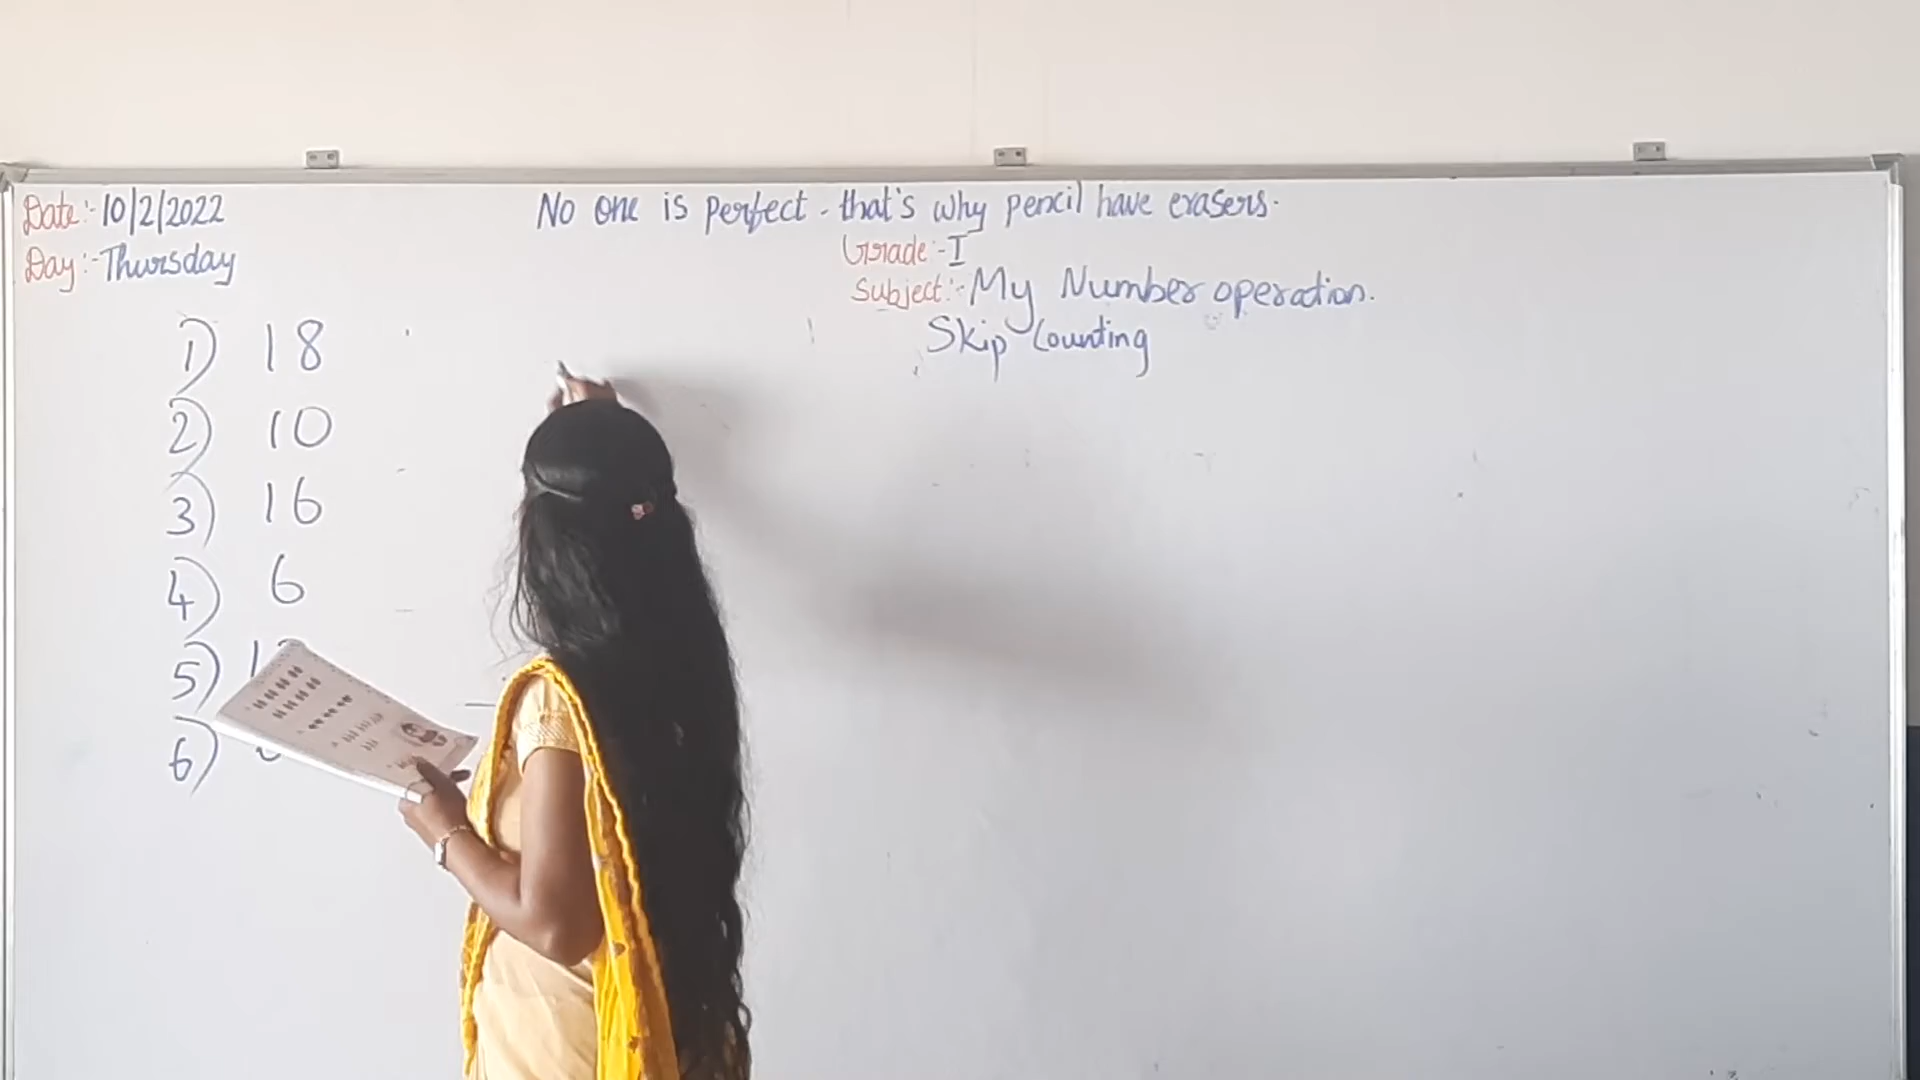 Date:- 10/2/2022
Day:- Thursday
No one is perfect - that's why pencil have erasers.
Grade:- I
Subject:- My Number operation.
Skip Counting
1) 18
2) 10
3) 16
4) 6
5)
6)